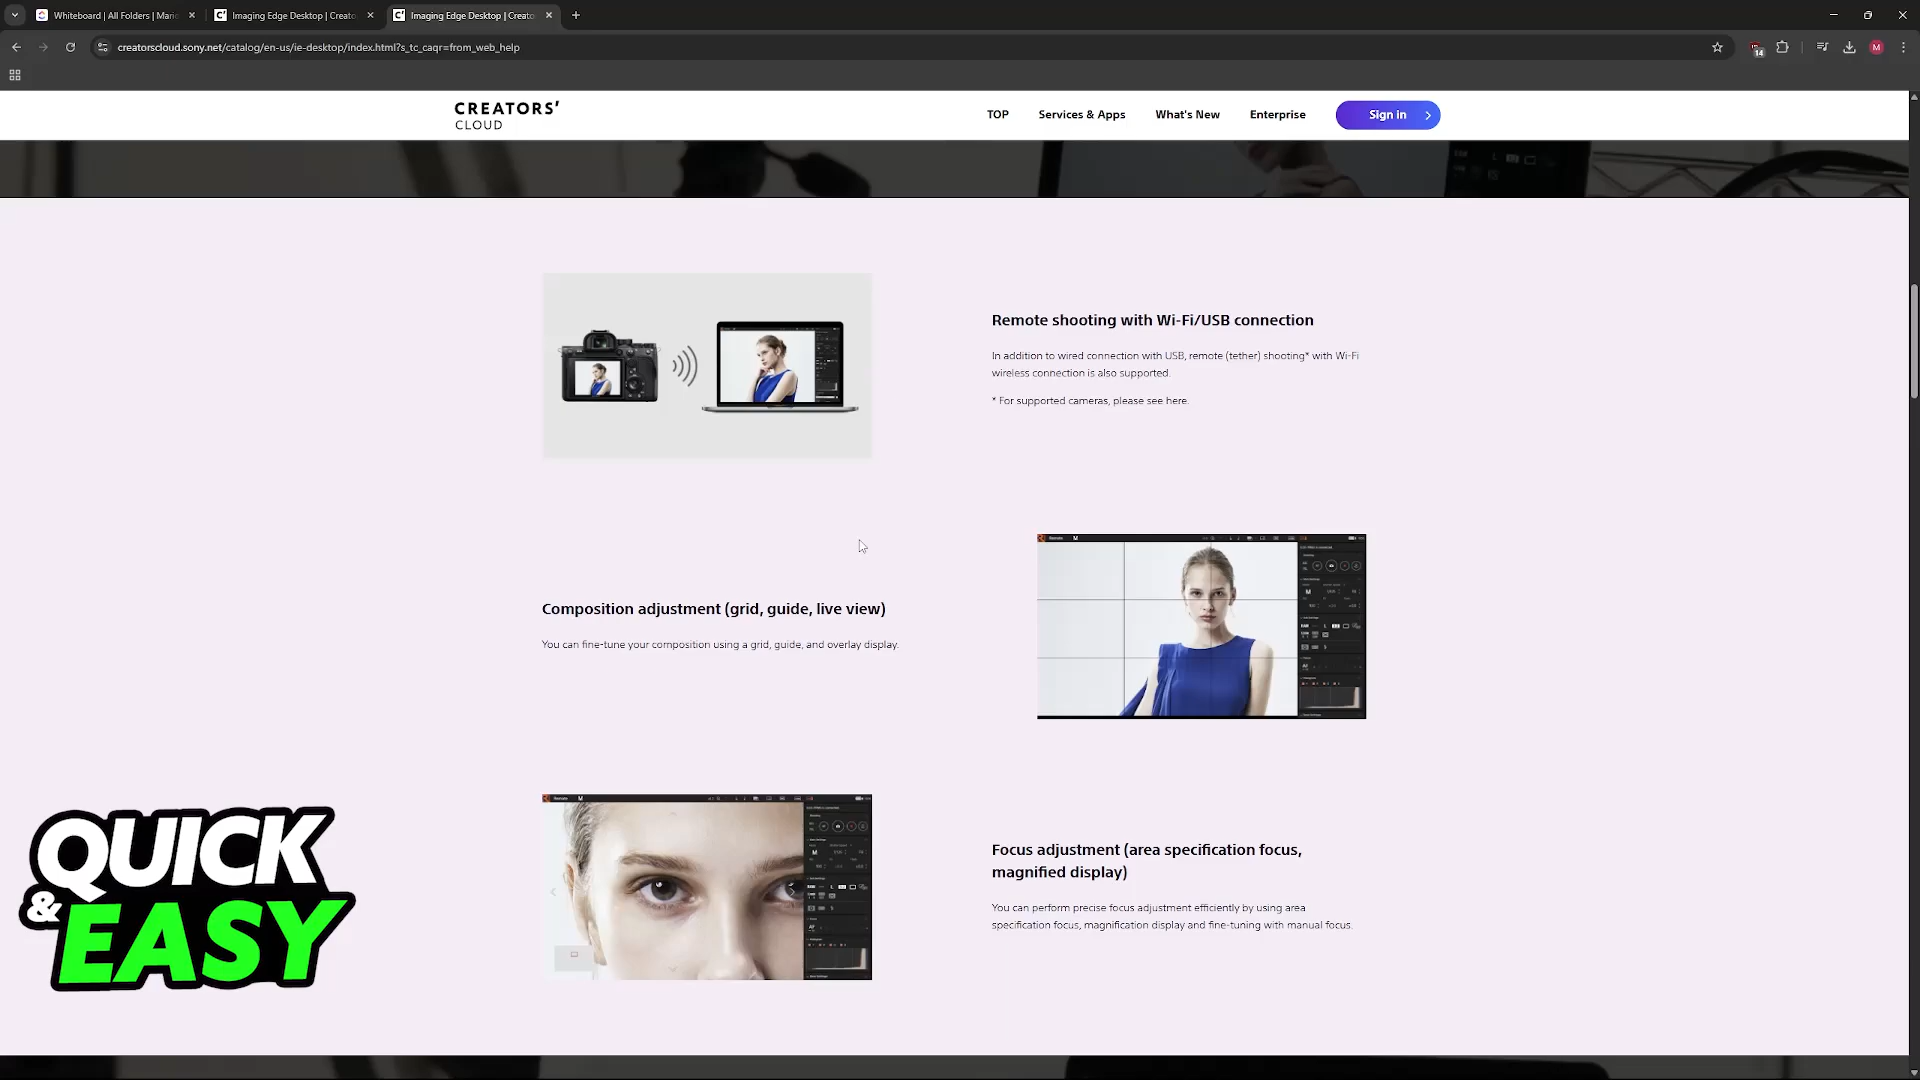 Whiteboard | All Folders | Mari
Imaging Edge Desktop | Creato
Imaging Edge Desktop | Creato
creatorscloud.sony.net/catalog/en-us/ie-desktop/index.html?s_tc_caqr=from_web_help
14
M
CREATORS'
CLOUD
TOP
Services & Apps
What's New
Enterprise
Sign in
Remote shooting with Wi-Fi/USB connection
In addition to wired connection with USB, remote (tether) shooting* with Wi-Fi
wireless connection is also supported.
* For supported cameras, please see here.
Composition adjustment (grid, guide, live view)
You can fine-tune your composition using a grid, guide, and overlay display.
Focus adjustment (area specification focus,
magnified display)
You can perform precise focus adjustment efficiently by using area
specification focus, magnification display and fine-tuning with manual focus.
QUICK
& EASY